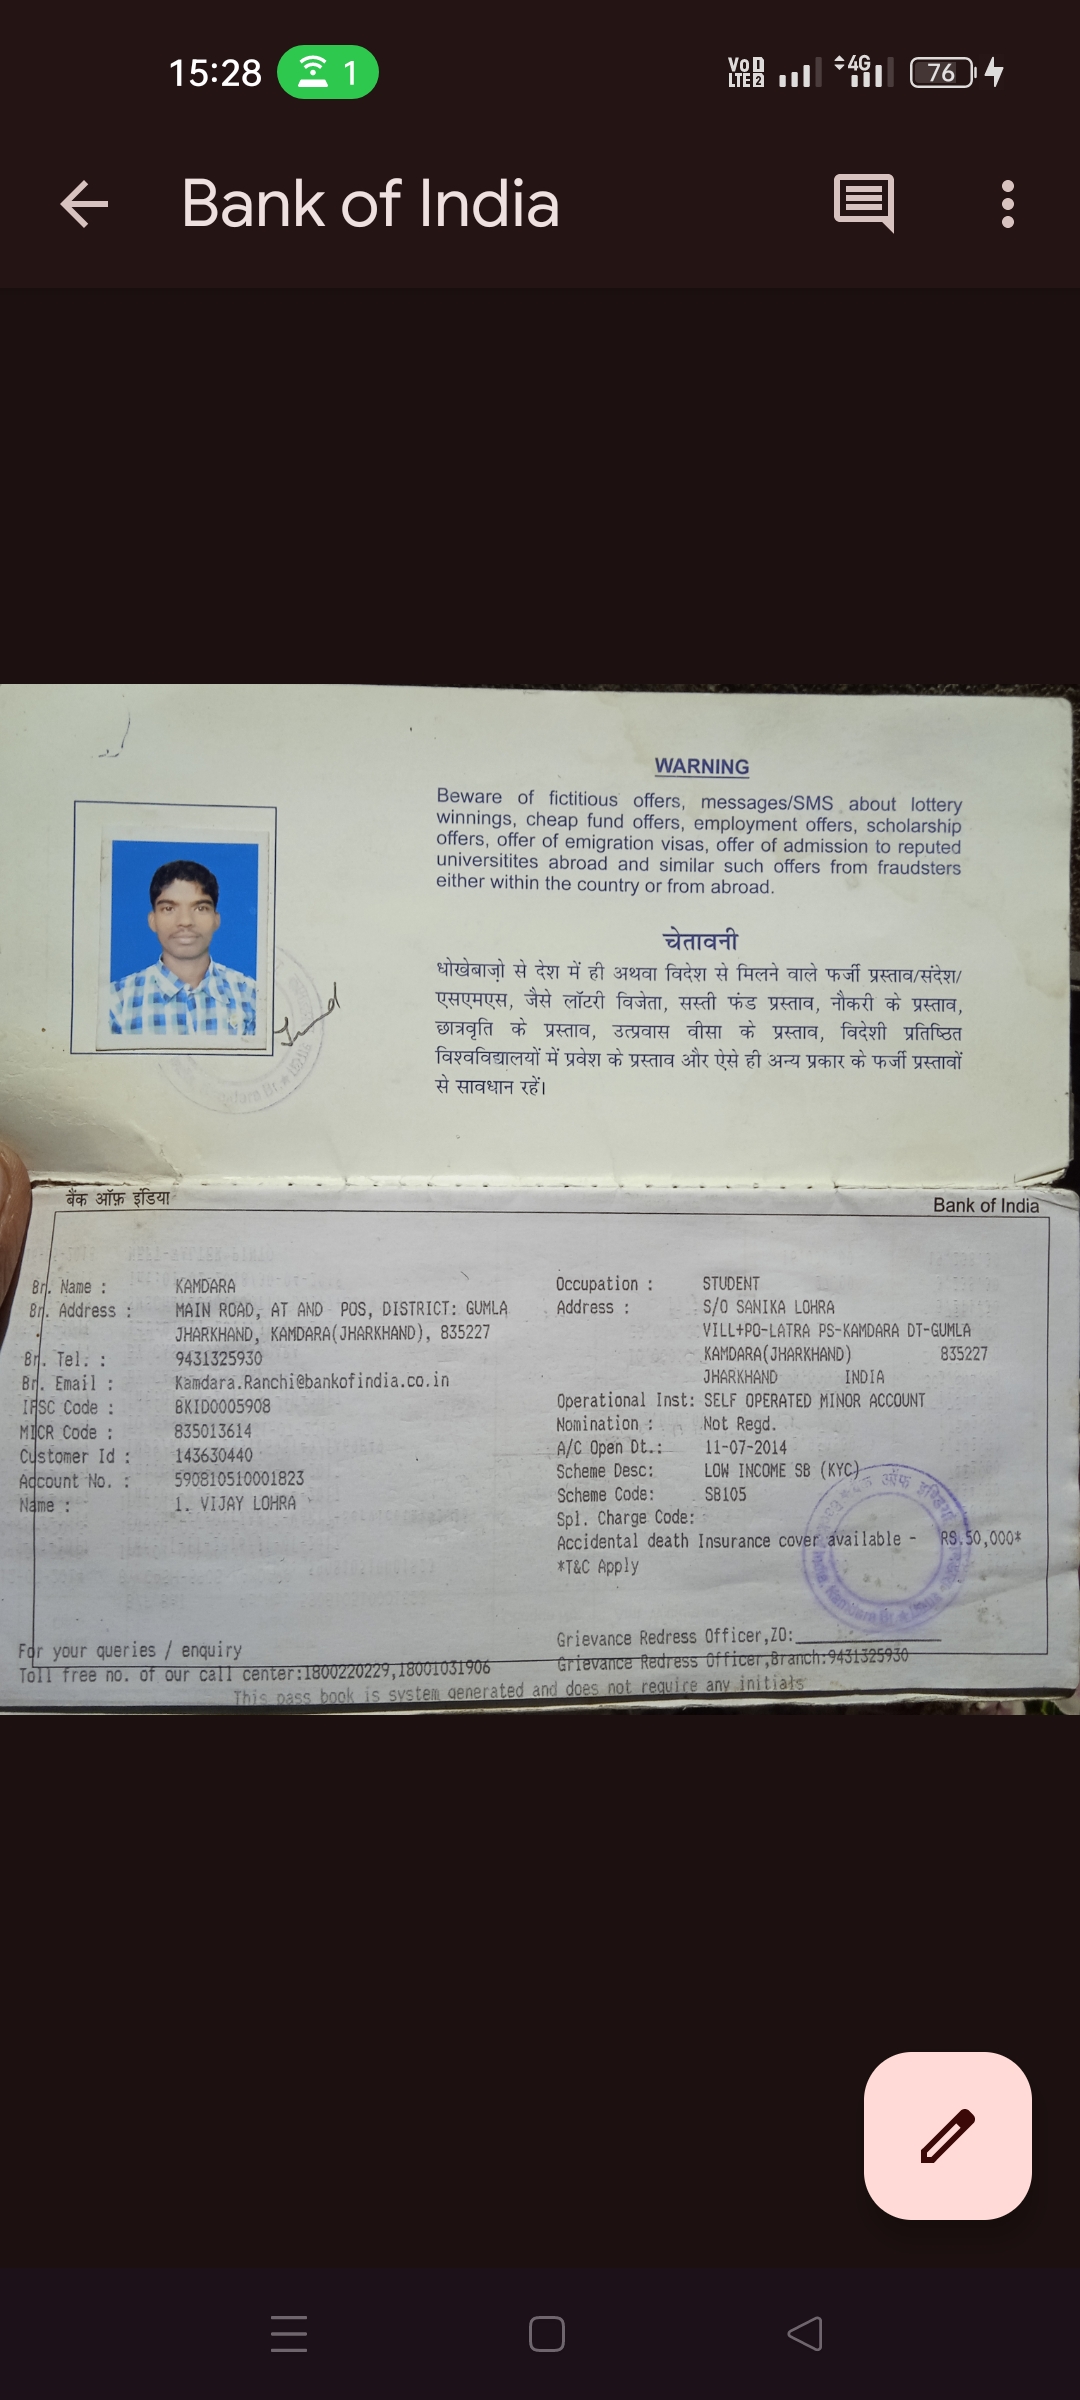 15:28
1
Vo 1
LTE 2
4G
76
Bank of India
WARNING
Beware of fictitious offers, messages/SMS about lottery
winnings, cheap fund offers, employment offers, scholarship
offers, offer of emigration visas, offer of admission to reputed
universitites abroad and similar such offers from fraudsters
either within the country or from abroad.
चेतावनी
धोखेबाजो़ से देश में ही अथवा विदेश से मिलने वाले फर्जी प्रस्ताव/संदेश/
एसएमएस, जैसे लॉटरी विजेता, सस्ती फंड प्रस्ताव, नौकरी के प्रस्ताव,
छात्रवृति के प्रस्ताव, उत्प्रवास वीसा के प्रस्ताव, विदेशी प्रतिष्ठित
विश्वविद्यालयों में प्रवेश के प्रस्ताव और ऐसे ही अन्य प्रकार के फर्जी प्रस्तावों
से सावधान रहें।
बैंक ऑफ़ इंडिया
Bank of India
Br. Name : KAMDARA
Br. Address : MAIN ROAD, AT AND POS, DISTRICT: GUMLA
JHARKHAND, KAMDARA(JHARKHAND), 835227
Br. Tel. : 9431325930
Br. Email : Kamdara.Ranchi@bankofindia.co.in
IFSC Code : BKID0005908
MICR Code : 835013614
Customer Id : 143630440
Account No. : 590810510001823
Name : 1. VIJAY LOHRA
Occupation : STUDENT
Address : S/O SANIKA LOHRA
VILL+PO-LATRA PS-KAMDARA DT-GUMLA
KAMDARA(JHARKHAND) 835227
JHARKHAND INDIA
Operational Inst: SELF OPERATED MINOR ACCOUNT
Nomination : Not Regd.
A/C Open Dt.: 11-07-2014
Scheme Desc: LOW INCOME SB (KYC)
Scheme Code: SB105
Spl. Charge Code:
Accidental death Insurance cover available - RS.50,000*
*T&C Apply
For your queries / enquiry
Toll free no. of our call center:1800220229,18001031906
Grievance Redress Officer,ZO:
Grievance Redress Officer,Branch:9431325930
This pass book is system generated and does not require any initials